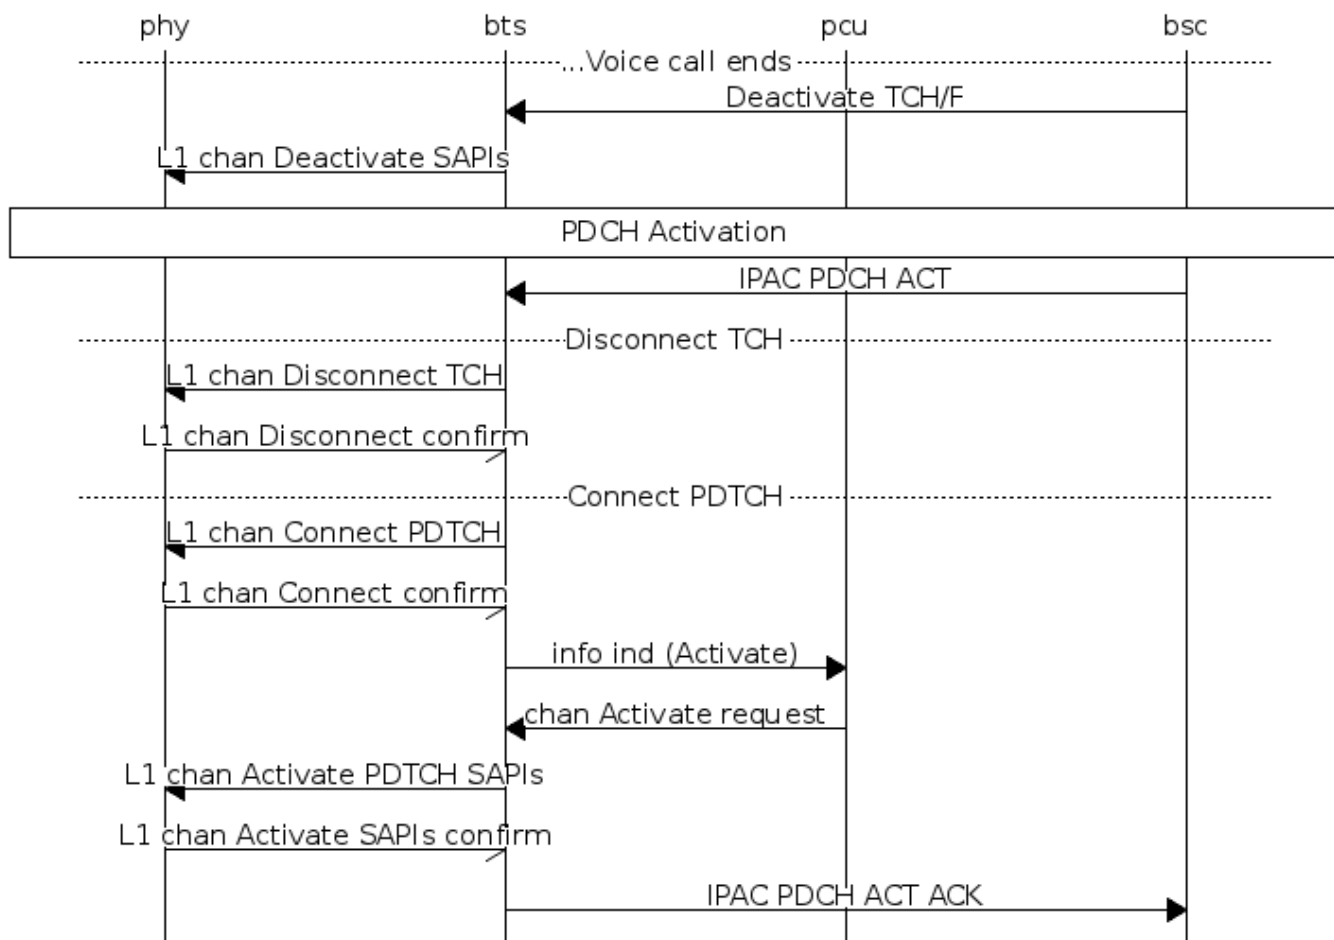 phy bts pcu bsc
...Voice call ends
Deactivate TCH/F
L1 chan Deactivate SAPIs
PDCH Activation
IPAC PDCH ACT
Disconnect TCH
L1 chan Disconnect TCH
L1 chan Disconnect confirm
Connect PDTCH
L1 chan Connect PDTCH
L1 chan Connect confirm
info ind (Activate)
chan Activate request
L1 chan Activate PDTCH SAPIs
L1 chan Activate SAPIs confirm
IPAC PDCH ACT ACK